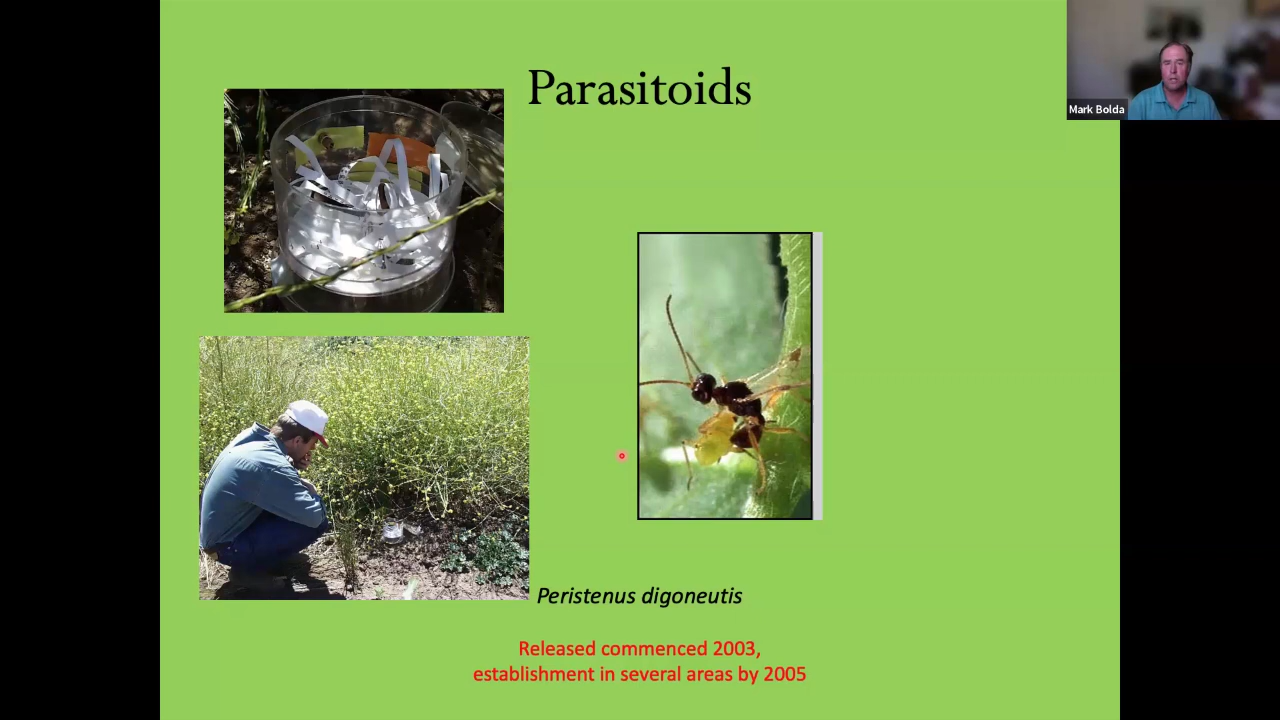 Parasitoids
Mark Bolda
Peristenus digoneutis
Released commenced 2003,
establishment in several areas by 2005